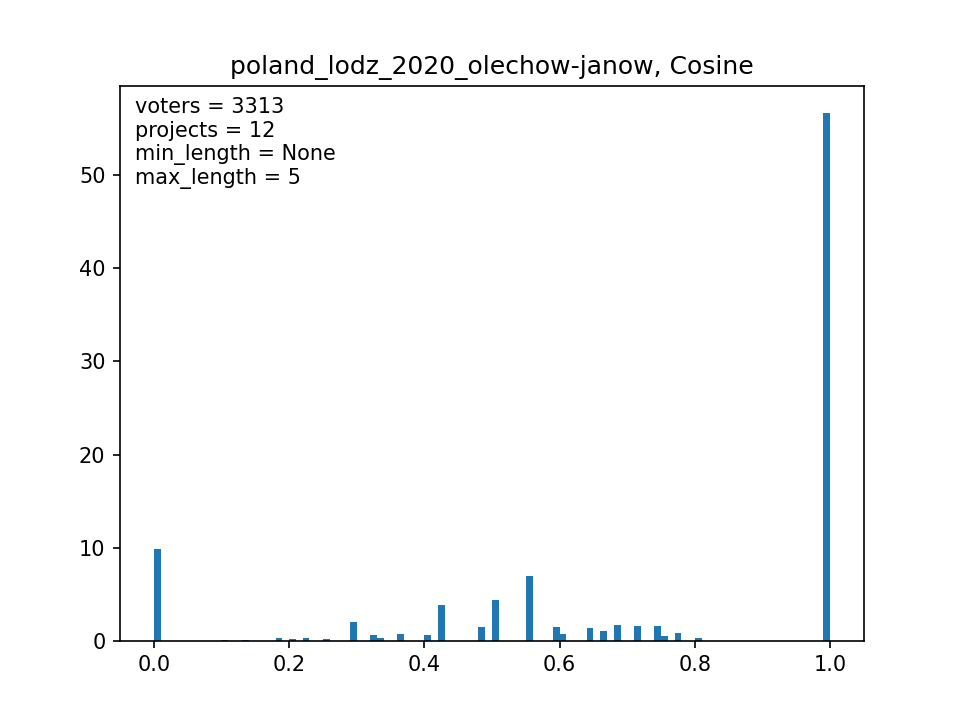 poland_lodz_2020_olechow-janow, Cosine
voters = 3313
projects = 12
min_length = None
max_length = 5
50
40
30
20
10
0
0.0 0.2 0.4 0.6 0.8 1.0